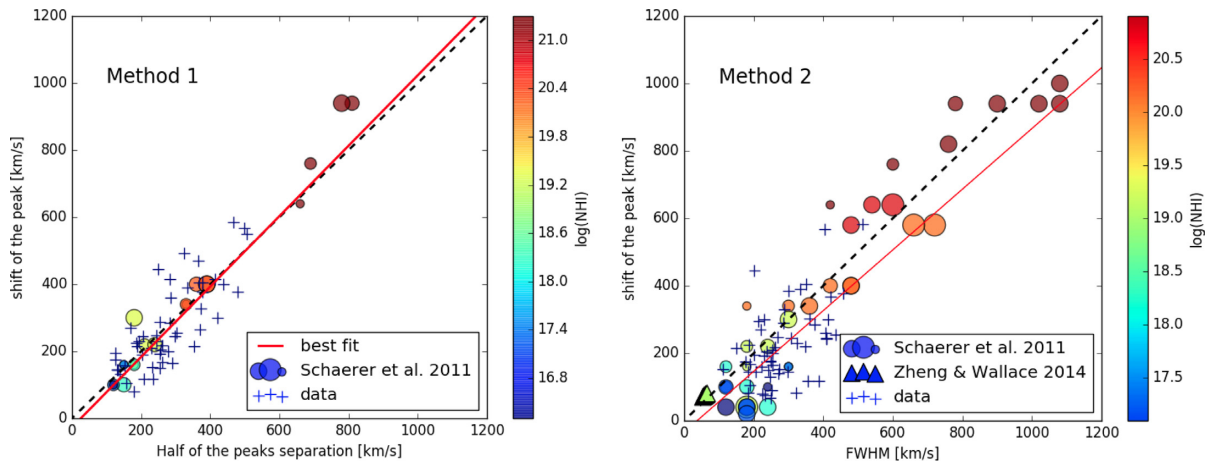 Method 1
shift of the peak [km/s]
1200
1000
800
600
400
200
0
0 200 400 600 800 1000 1200
Half of the peaks separation [km/s]
best fit
Schaerer et al. 2011
data
21.0
20.4
19.8
19.2
18.6
18.0
17.4
16.8
log(NHI)
Method 2
shift of the peak [km/s]
1200
1000
800
600
400
200
0
0 200 400 600 800 1000 1200
FWHM [km/s]
Schaerer et al. 2011
Zheng & Wallace 2014
data
20.5
20.0
19.5
19.0
18.5
18.0
17.5
log(NHI)